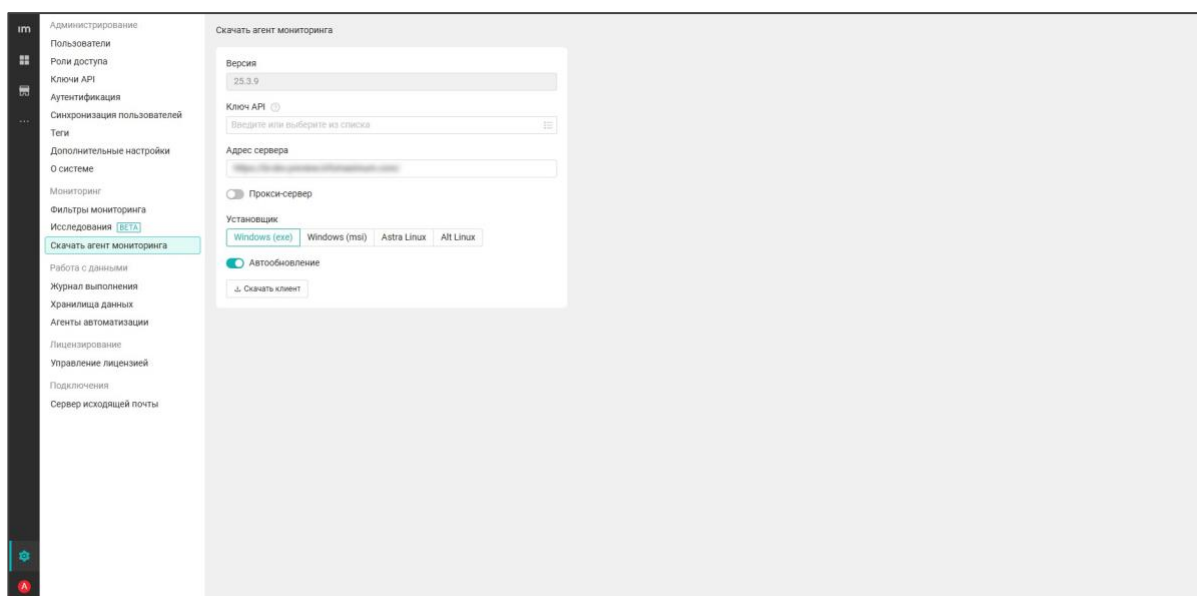 ım
Администрирование
Пользователи
Роли доступа
Ключи API
Аутентификация
Синхронизация пользователей
Теги
Дополнительные настройки
О системе
Мониторинг
Фильтры мониторинга
Исследования BETA
Скачать агент мониторинга
Работа с данными
Журнал выполнения
Хранилища данных
Агенты автоматизации
Лицензирование
Управление лицензией
Подключения
Сервер исходящей почты
A
Скачать агент мониторинга
Версия
25.3.9
Ключ API
Введите или выберите из списка
Адрес сервера
Прокси-сервер
Установщик
Windows (exe) Windows (msi) Astra Linux Alt Linux
Автообновление
Скачать клиент